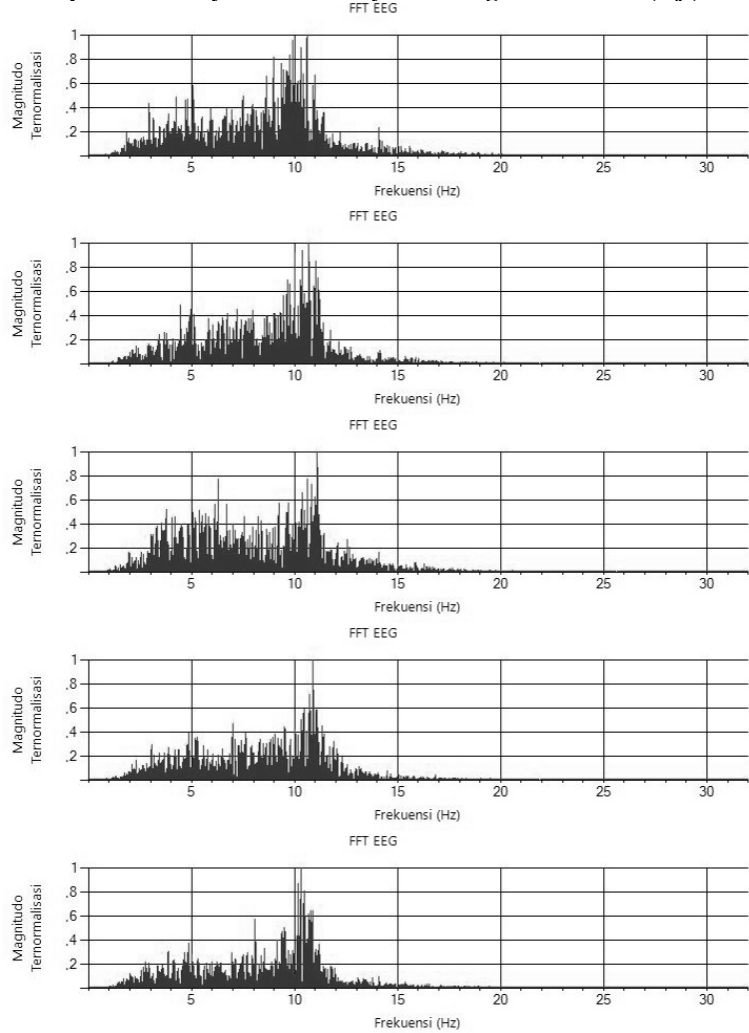 FFT EEG
Magnitudo
Ternormalisasi
1
.8
.6
.4
.2
5 10 15 20 25 30
Frekuensi (Hz)
FFT EEG
Magnitudo
Ternormalisasi
1
.8
.6
.4
.2
5 10 15 20 25 30
Frekuensi (Hz)
FFT EEG
Magnitudo
Ternormalisasi
1
.8
.6
.4
.2
5 10 15 20 25 30
Frekuensi (Hz)
FFT EEG
Magnitudo
Ternormalisasi
1
.8
.6
.4
.2
5 10 15 20 25 30
Frekuensi (Hz)
FFT EEG
Magnitudo
Ternormalisasi
1
.8
.6
.4
.2
5 10 15 20 25 30
Frekuensi (Hz)